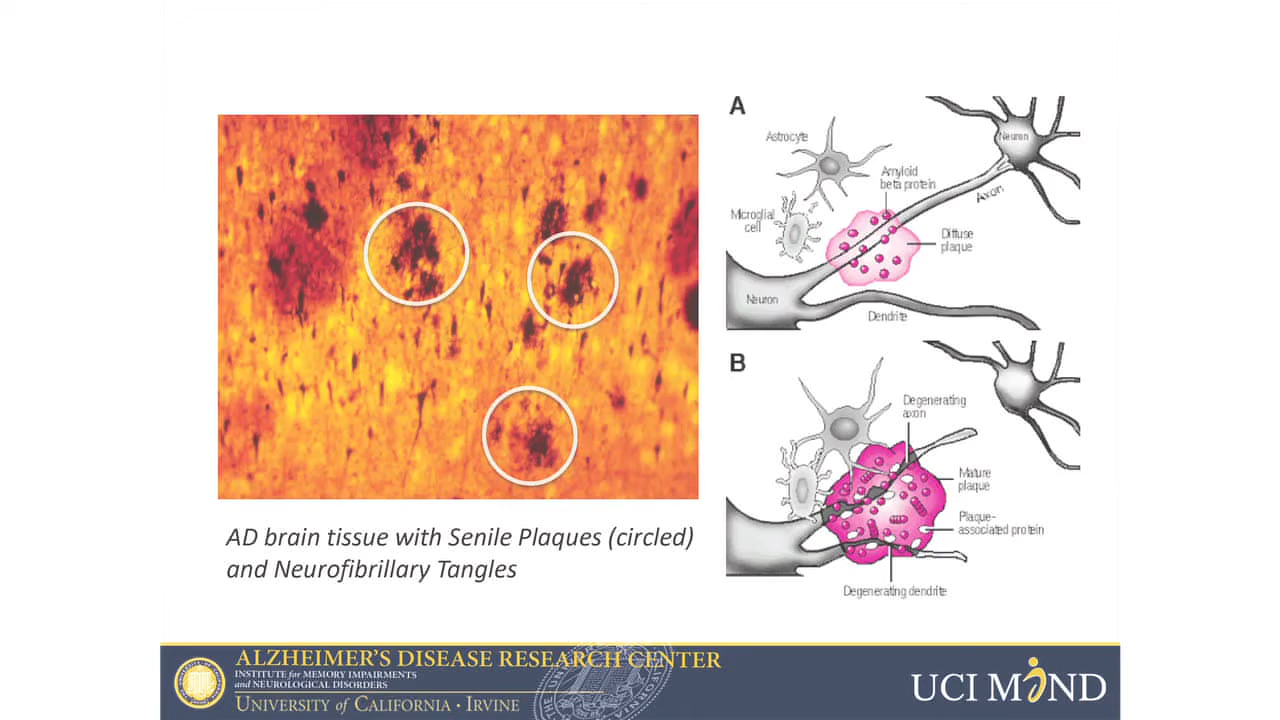 AD brain tissue with Senile Plaques (circled)
and Neurofibrillary Tangles
A
Astrocyte
Neuron
Amyloid
beta protein
Axon
Microglial
cell
Diffuse
plaque
Neuron
Dendrite
B
Degenerating
axon
Mature
plaque
Plaque-
associated protein
Degenerating dendrite
ALZHEIMER'S DISEASE RESEARCH CENTER
INSTITUTE for MEMORY IMPAIRMENTS
and NEUROLOGICAL DISORDERS
UNIVERSITY of CALIFORNIA • IRVINE
UCI MIND